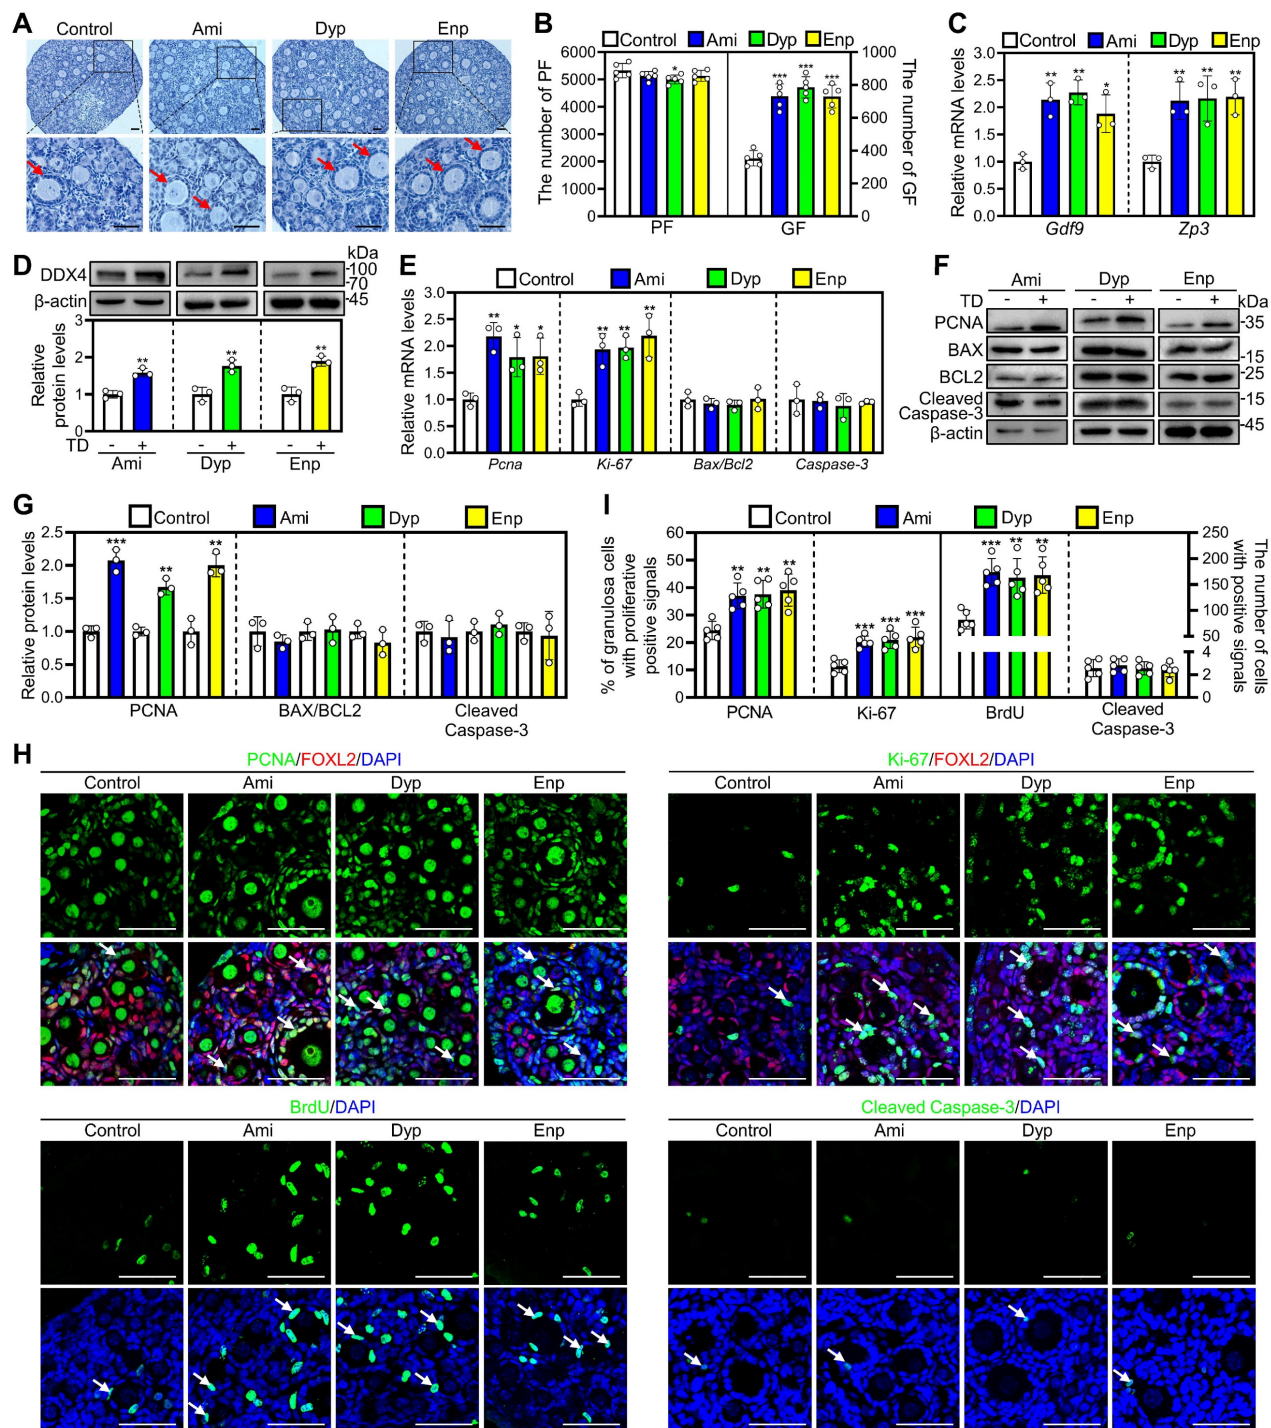 A
Control Ami Dyp Enp
B
Control Ami Dyp Enp
The number of PF
6000
5000
4000
3000
2000
1000
0
1000
800
600
400
200
0
The number of GF
* *** *** ***
PF GF
C
Control Ami Dyp Enp
Relative mRNA levels
3.0
2.5
2.0
1.5
1.0
0.5
0.0
** ** * ** ** **
Gdf9 Zp3
D
kDa
DDX4 -100
-70
β-actin -45
Relative
protein levels
3
2
1
0
** ** **
TD - + - + - +
Ami Dyp Enp
E
Control Ami Dyp Enp
Relative mRNA levels
3.0
2.5
2.0
1.5
1.0
0.5
0.0
** * * ** ** **
Pcna Ki-67 Bax/Bcl2 Caspase-3
F
Ami Dyp Enp
TD - + - + - + kDa
PCNA -35
BAX -15
BCL2 -25
Cleaved
Caspase-3 -15
β-actin -45
G
Control Ami Dyp Enp
Relative protein levels
2.5
2.0
1.5
1.0
0.5
0.0
*** ** **
PCNA BAX/BCL2 Cleaved
Caspase-3
I
Control Ami Dyp Enp
% of granulosa cells
with proliferative
positive signals
60
50
40
30
20
10
0
250
200
150
100
50
4
2
0
The number of cells
with positive signals
** ** ** *** *** *** *** ** **
PCNA Ki-67 BrdU Cleaved
Caspase-3
H
PCNA/FOXL2/DAPI
Control Ami Dyp Enp
Ki-67/FOXL2/DAPI
Control Ami Dyp Enp
BrdU/DAPI
Control Ami Dyp Enp
Cleaved Caspase-3/DAPI
Control Ami Dyp Enp